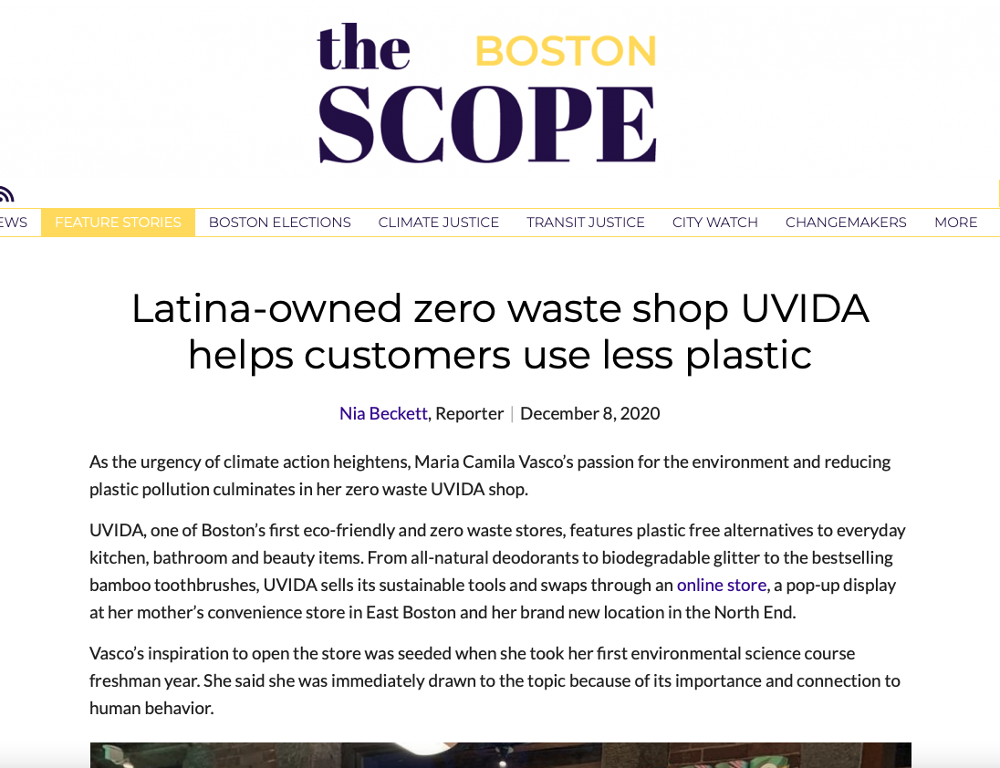 the BOSTON
SCOPE
EWS FEATURE STORIES BOSTON ELECTIONS CLIMATE JUSTICE TRANSIT JUSTICE CITY WATCH CHANGEMAKERS MORE
Latina-owned zero waste shop UVIDA
helps customers use less plastic
Nia Beckett, Reporter | December 8, 2020
As the urgency of climate action heightens, Maria Camila Vasco’s passion for the environment and reducing
plastic pollution culminates in her zero waste UVIDA shop.
UVIDA, one of Boston’s first eco-friendly and zero waste stores, features plastic free alternatives to everyday
kitchen, bathroom and beauty items. From all-natural deodorants to biodegradable glitter to the bestselling
bamboo toothbrushes, UVIDA sells its sustainable tools and swaps through an online store, a pop-up display
at her mother’s convenience store in East Boston and her brand new location in the North End.
Vasco’s inspiration to open the store was seeded when she took her first environmental science course
freshman year. She said she was immediately drawn to the topic because of its importance and connection to
human behavior.